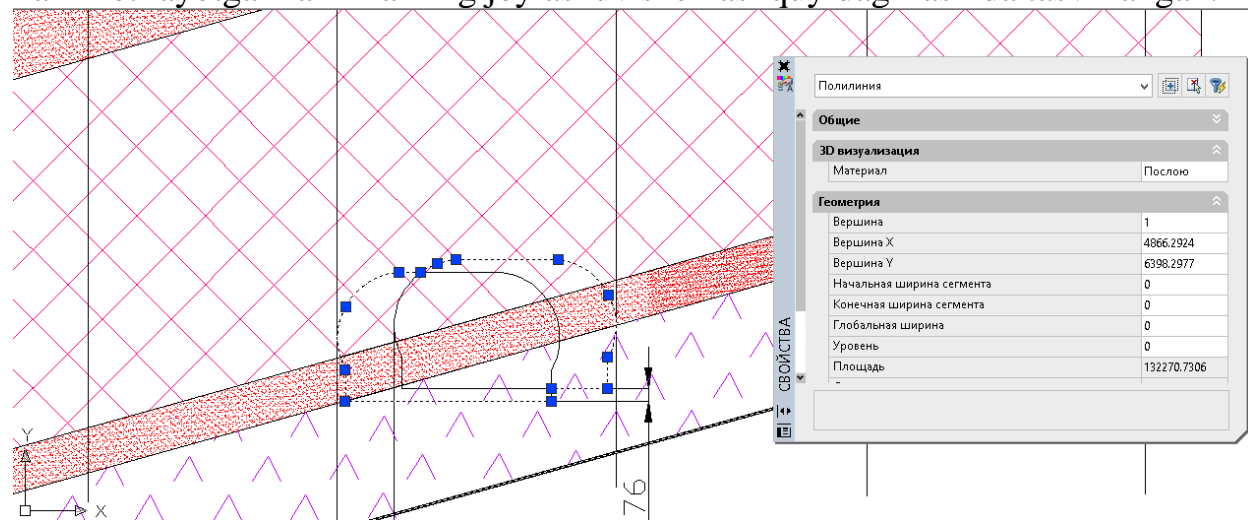 Полилиния
Общие
3D визуализация
Материал Послою
Геометрия
Вершина 1
Вершина X 4866.2924
Вершина Y 6398.2977
Начальная ширина сегмента 0
Конечная ширина сегмента 0
Глобальная ширина 0
Уровень 0
Площадь 132270.7306
СВОЙСТВА
Y
X
76